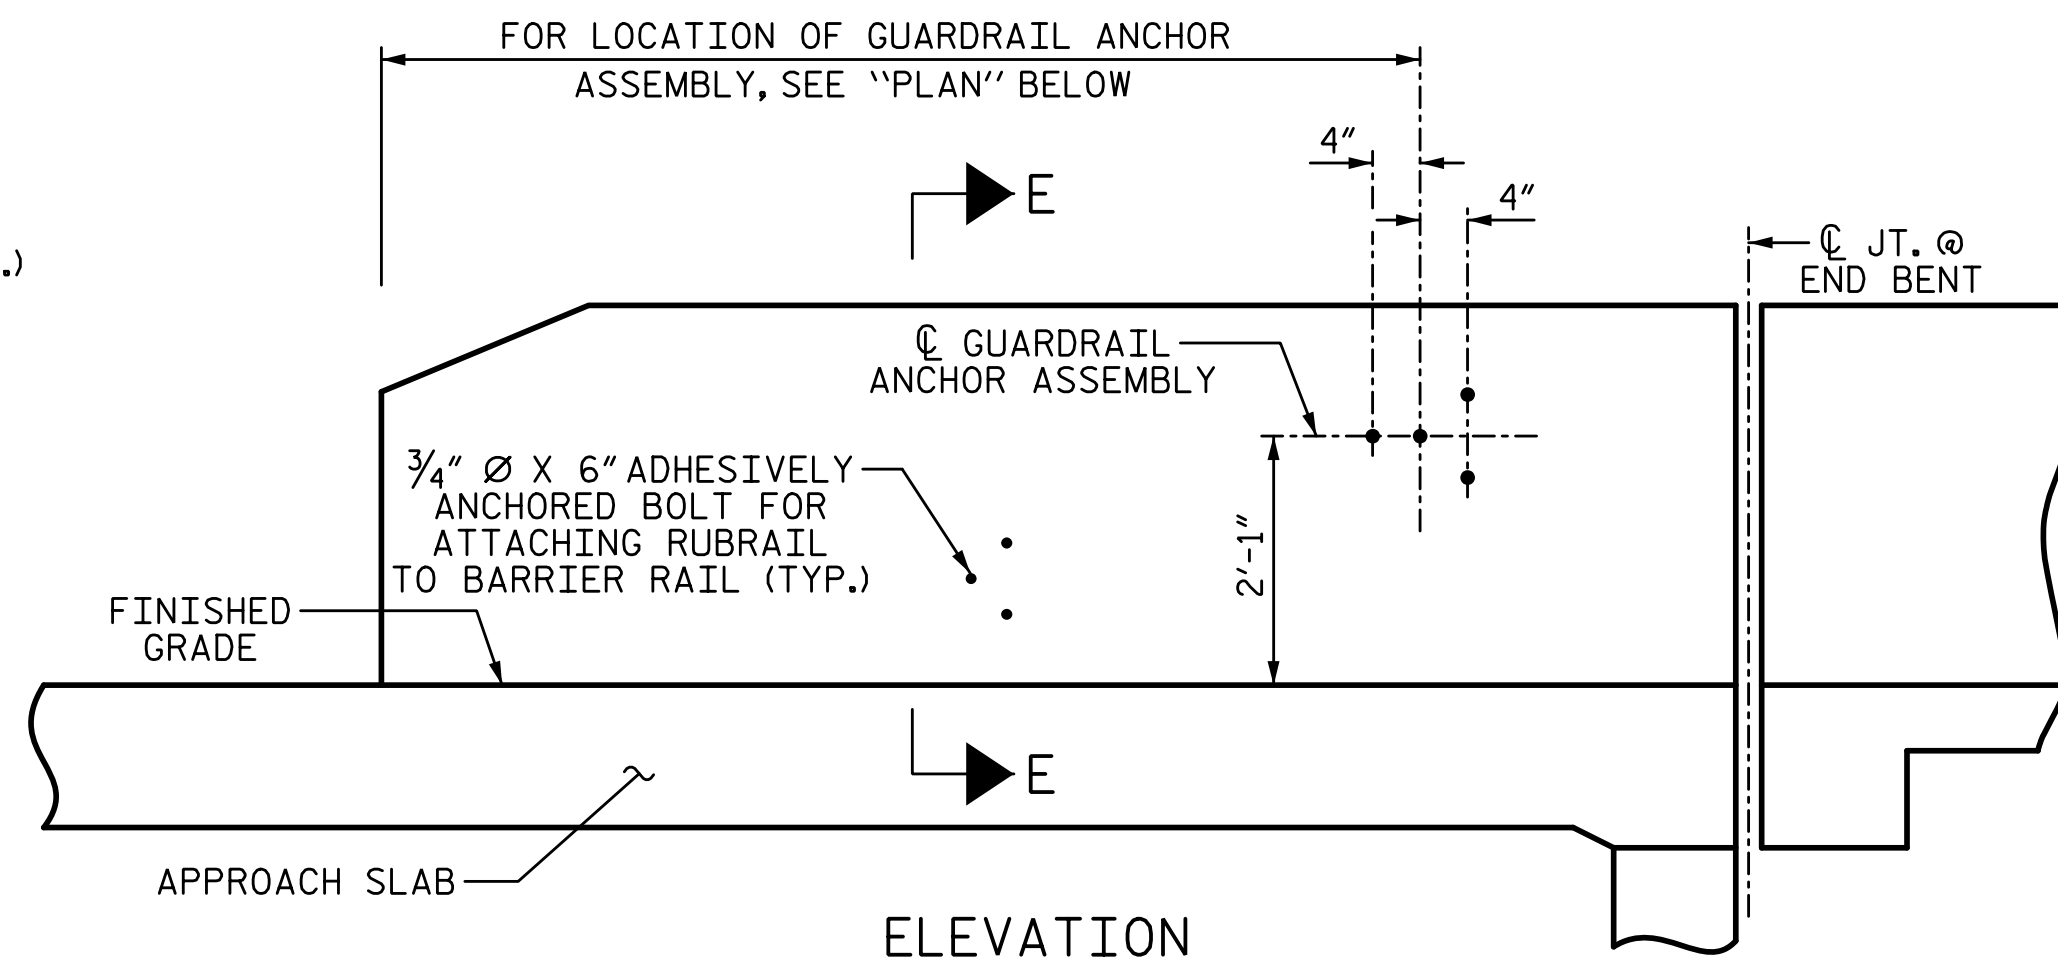 FOR LOCATION OF GUARDRAIL ANCHOR
ASSEMBLY, SEE “PLAN” BELOW
4"
4"
E
.)
℄ JT. @
END BENT
℄ GUARDRAIL
ANCHOR ASSEMBLY
3/4" Ø X 6" ADHESIVELY
ANCHORED BOLT FOR
ATTACHING RUBRAIL
TO BARRIER RAIL (TYP.)
2'-1"
FINISHED
GRADE
E
APPROACH SLAB
ELEVATION